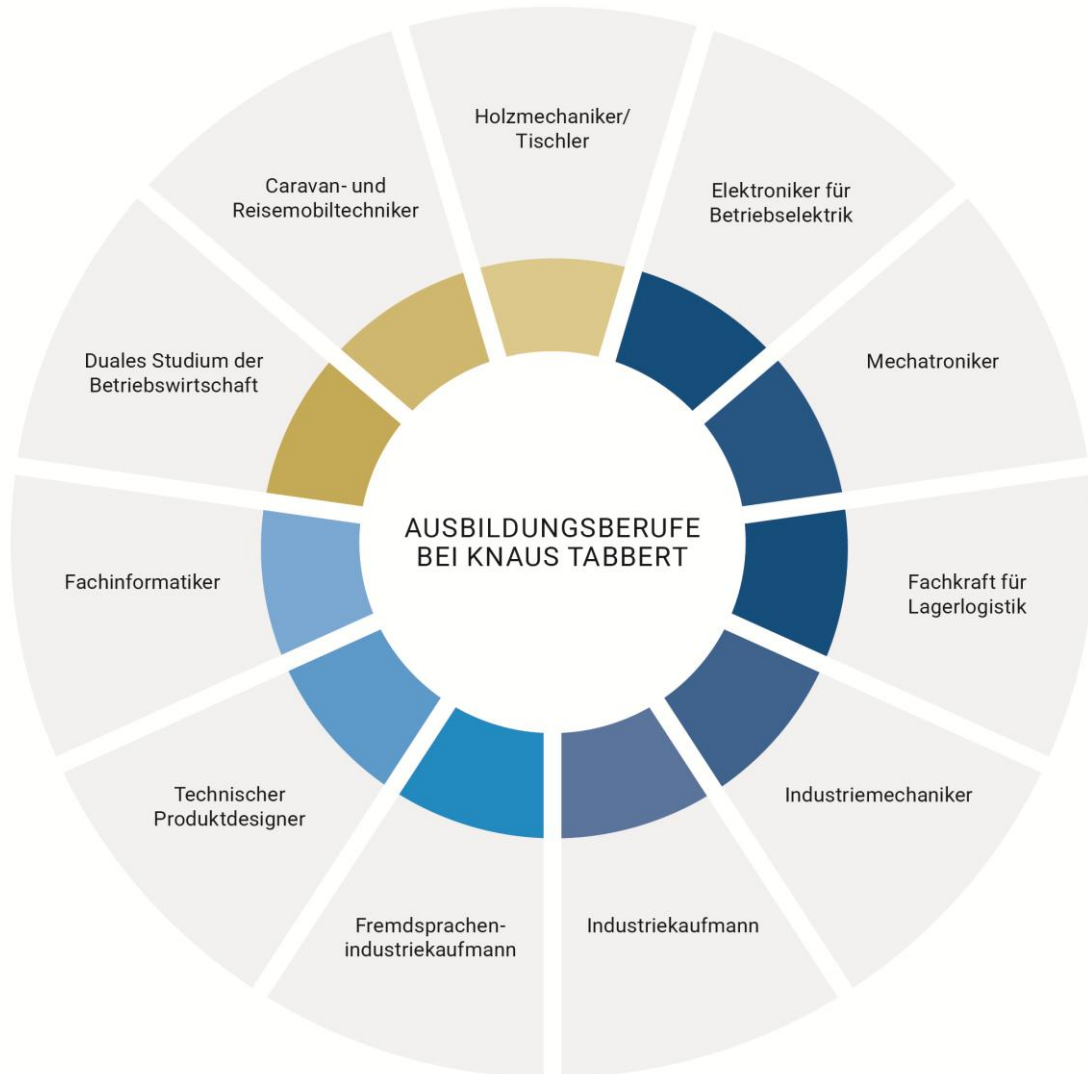 Holzmechaniker/
Tischler
Elektroniker für
Betriebselektrik
Mechatroniker
Fachkraft für
Lagerlogistik
Industriemechaniker
Industriekaufmann
Fremdsprachen-
industriekaufmann
Technischer
Produktdesigner
Fachinformatiker
Duales Studium der
Betriebswirtschaft
Caravan- und
Reisemobiltechniker
AUSBILDUNGSBERUFE
BEI KNAUS TABBERT